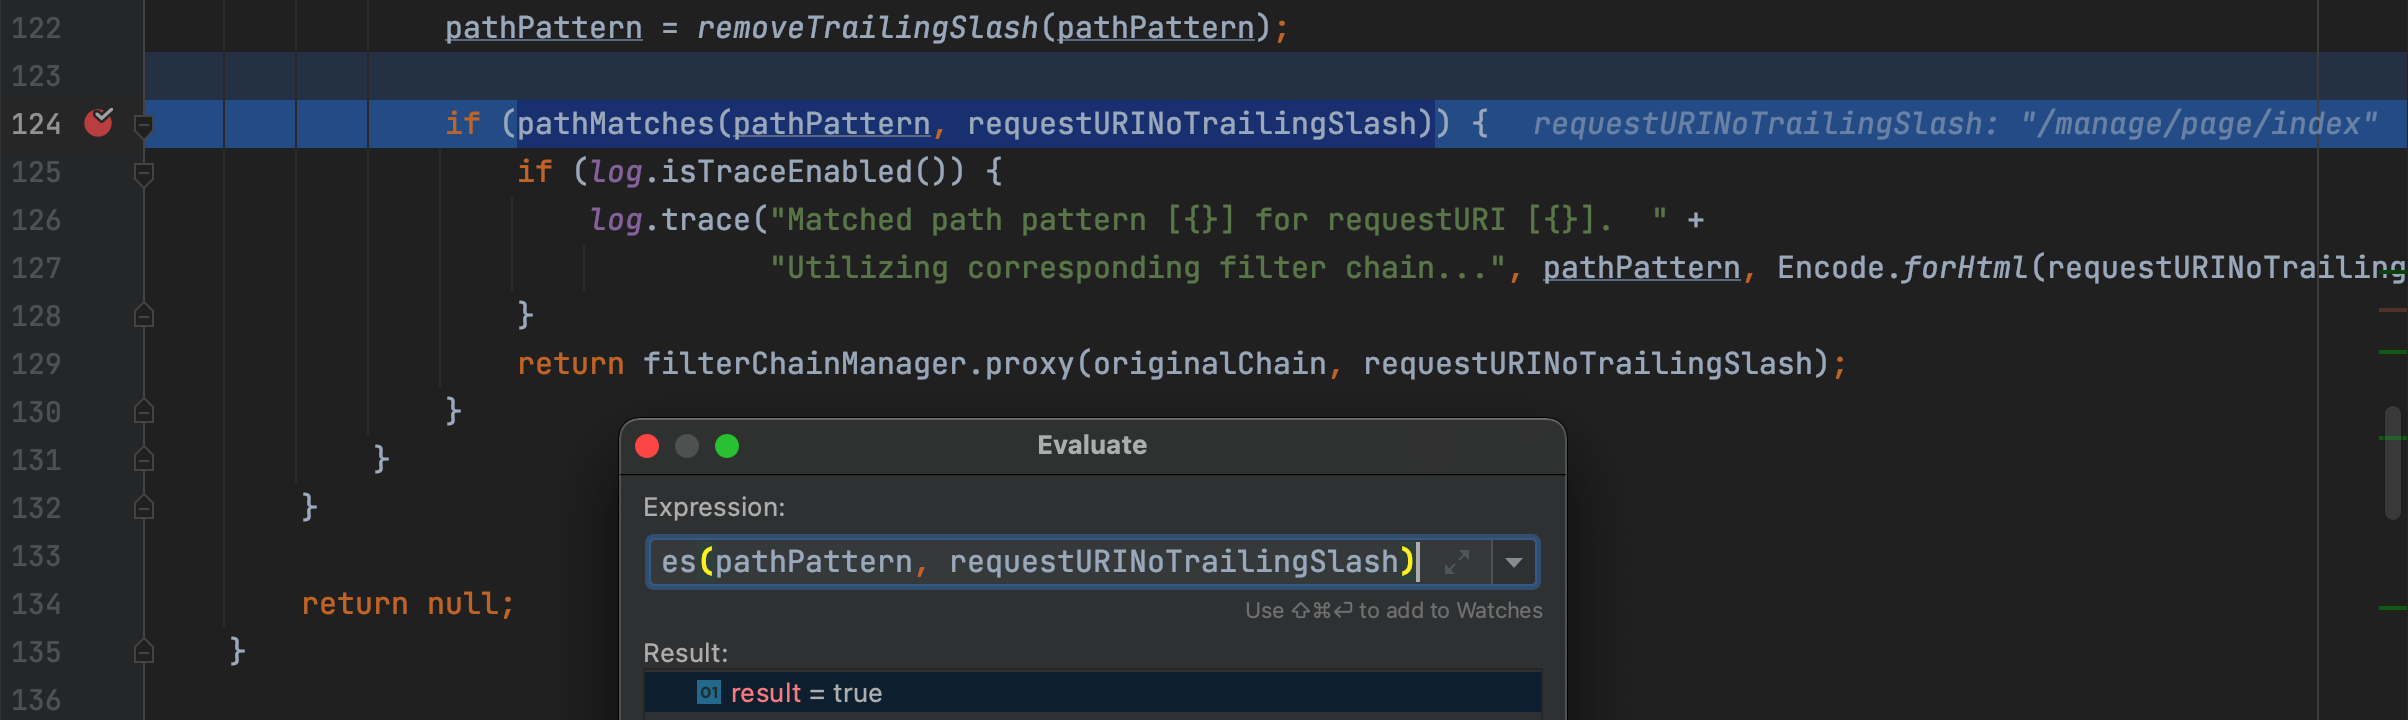 122 pathPattern = removeTrailingSlash(pathPattern);
123
124 if (pathMatches(pathPattern, requestURINoTrailingSlash)) { requestURINoTrailingSlash: "/manage/page/index"
125 if (log.isTraceEnabled()) {
126 log.trace("Matched path pattern [{}] for requestURI [{}].  " +
127 "Utilizing corresponding filter chain...", pathPattern, Encode.forHtml(requestURINoTrailing
128 }
129 return filterChainManager.proxy(originalChain, requestURINoTrailingSlash);
130 }
131 }
132 }
133
134 return null;
135 }
136
Evaluate
Expression:
es(pathPattern, requestURINoTrailingSlash)
Use ⇧⌘↩ to add to Watches
Result:
01 result = true